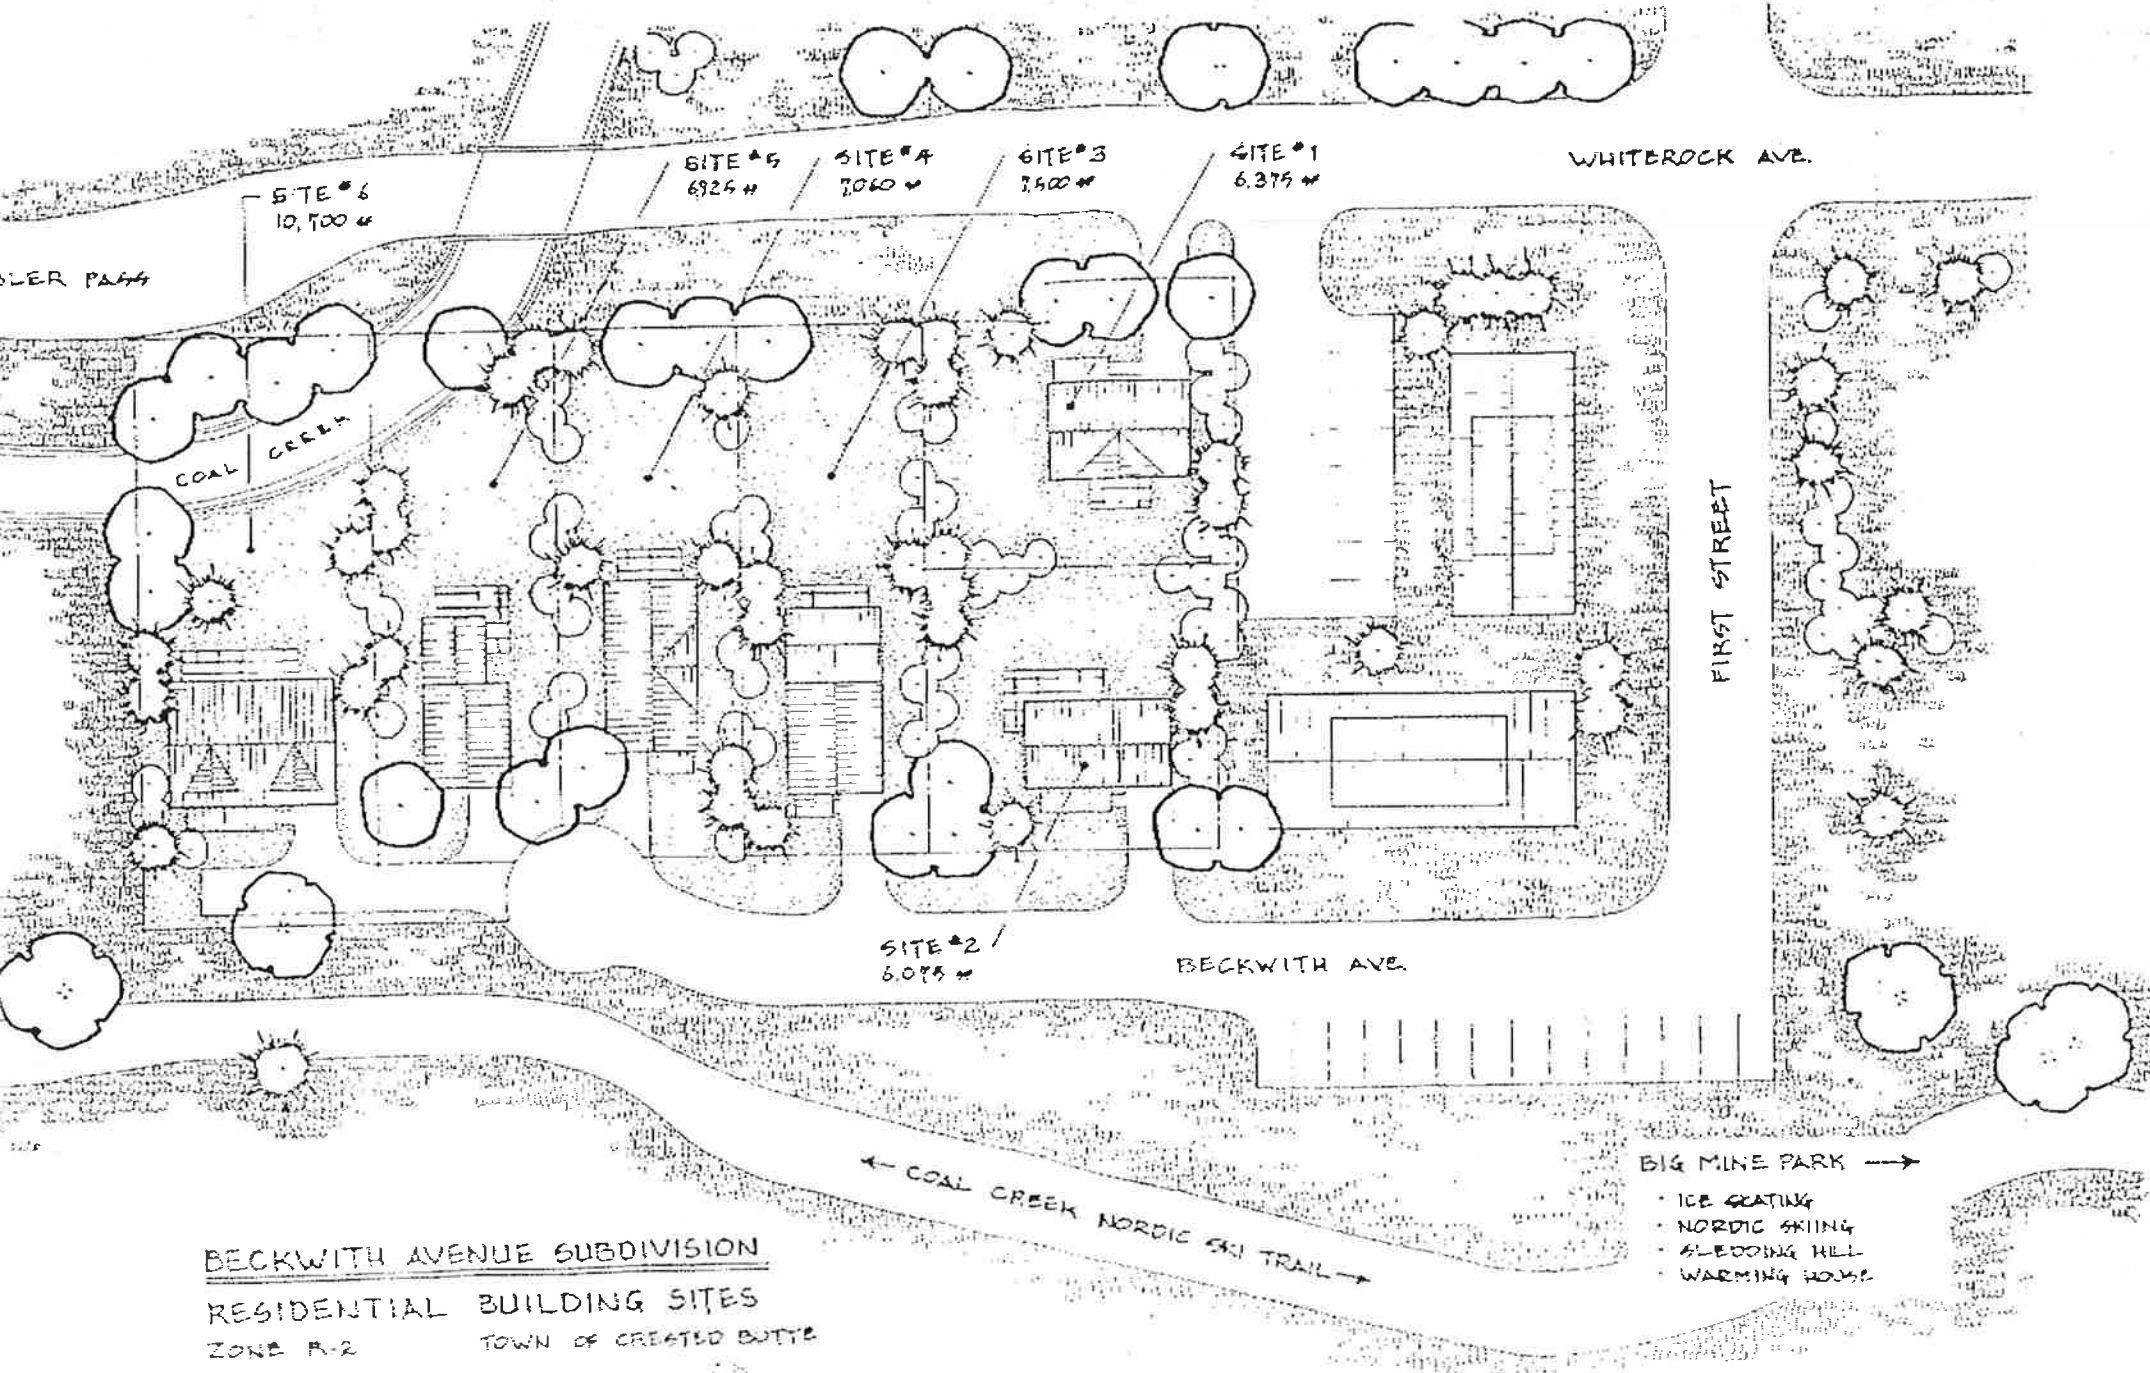 SITE #5
6925 #
SITE #4
7,060 #
SITE #3
7,500 #
SITE #1
6,375 #
WHITEROCK AVE.
SITE #6
10,700 #
PASS
COAL CREEK
FIRST STREET
SITE #2
6,075 #
BECKWITH AVE.
BIG MINE PARK →
· ICE SKATING
· NORDIC SKIING
· SLEDDING HILL
· WARMING HOUSE
← COAL CREEK NORDIC SKI TRAIL →
BECKWITH AVENUE SUBDIVISION
RESIDENTIAL BUILDING SITES
ZONE R-2 TOWN OF CRESTED BUTTE